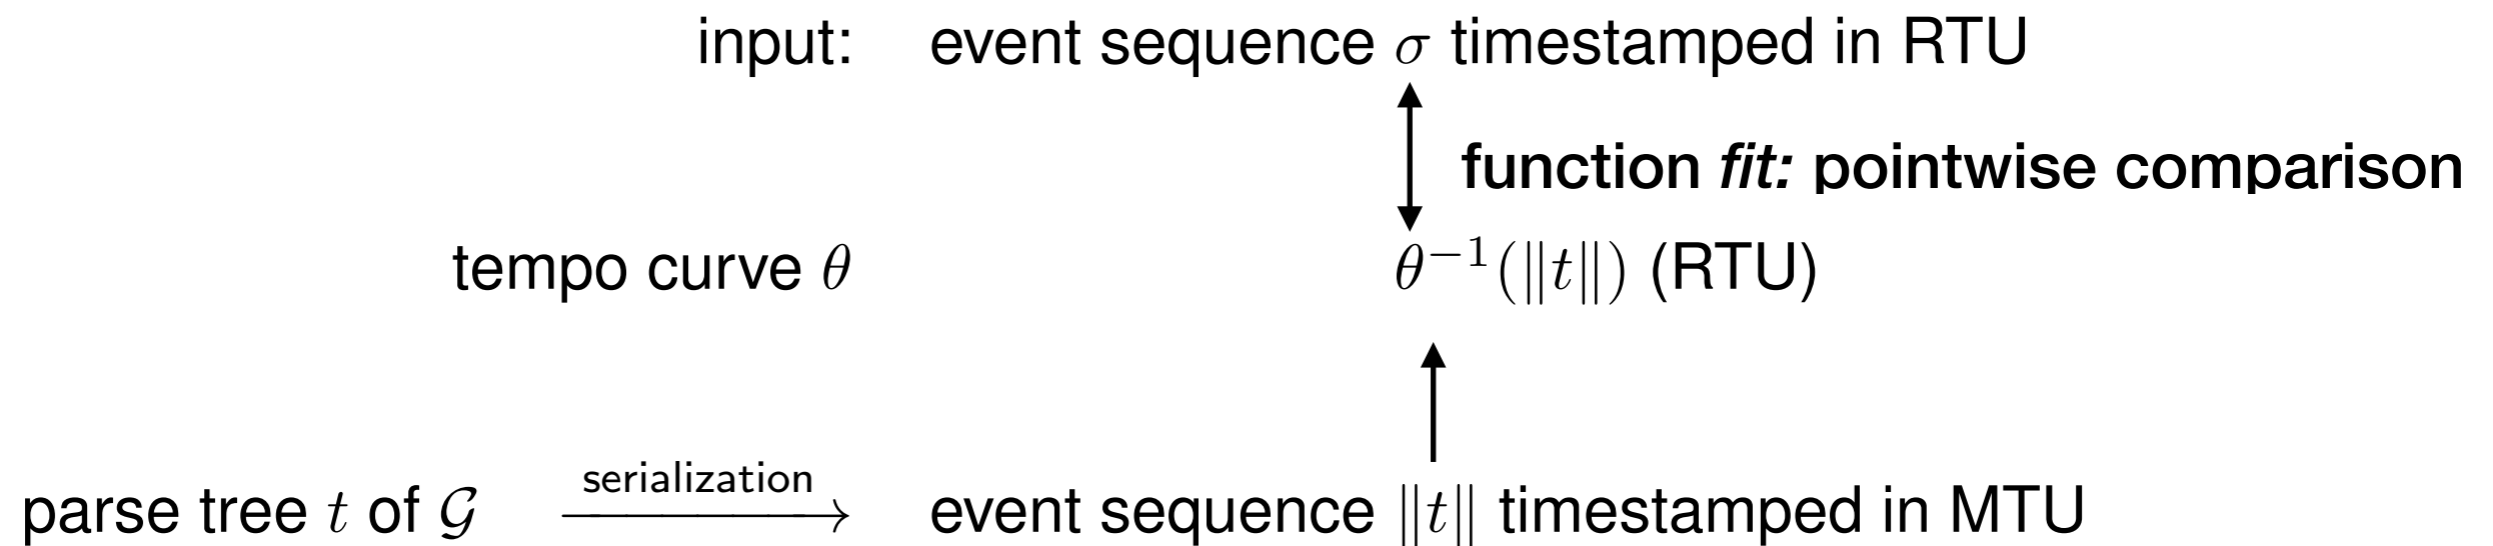 input: event sequence σ timestamped in RTU
function fit: pointwise comparison
tempo curve θ θ⁻¹(‖t‖) (RTU)
serialization
parse tree t of 𝒢 event sequence ‖t‖ timestamped in MTU